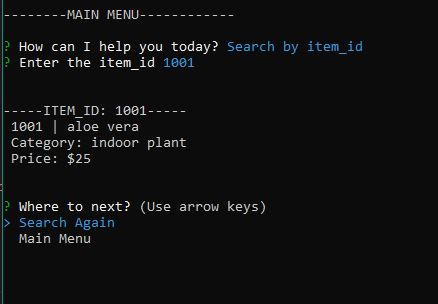 --------MAIN MENU------------
? How can I help you today? Search by item_id
? Enter the item_id 1001
-----ITEM_ID: 1001-----
1001 | aloe vera
Category: indoor plant
Price: $25
? Where to next? (Use arrow keys)
> Search Again
Main Menu